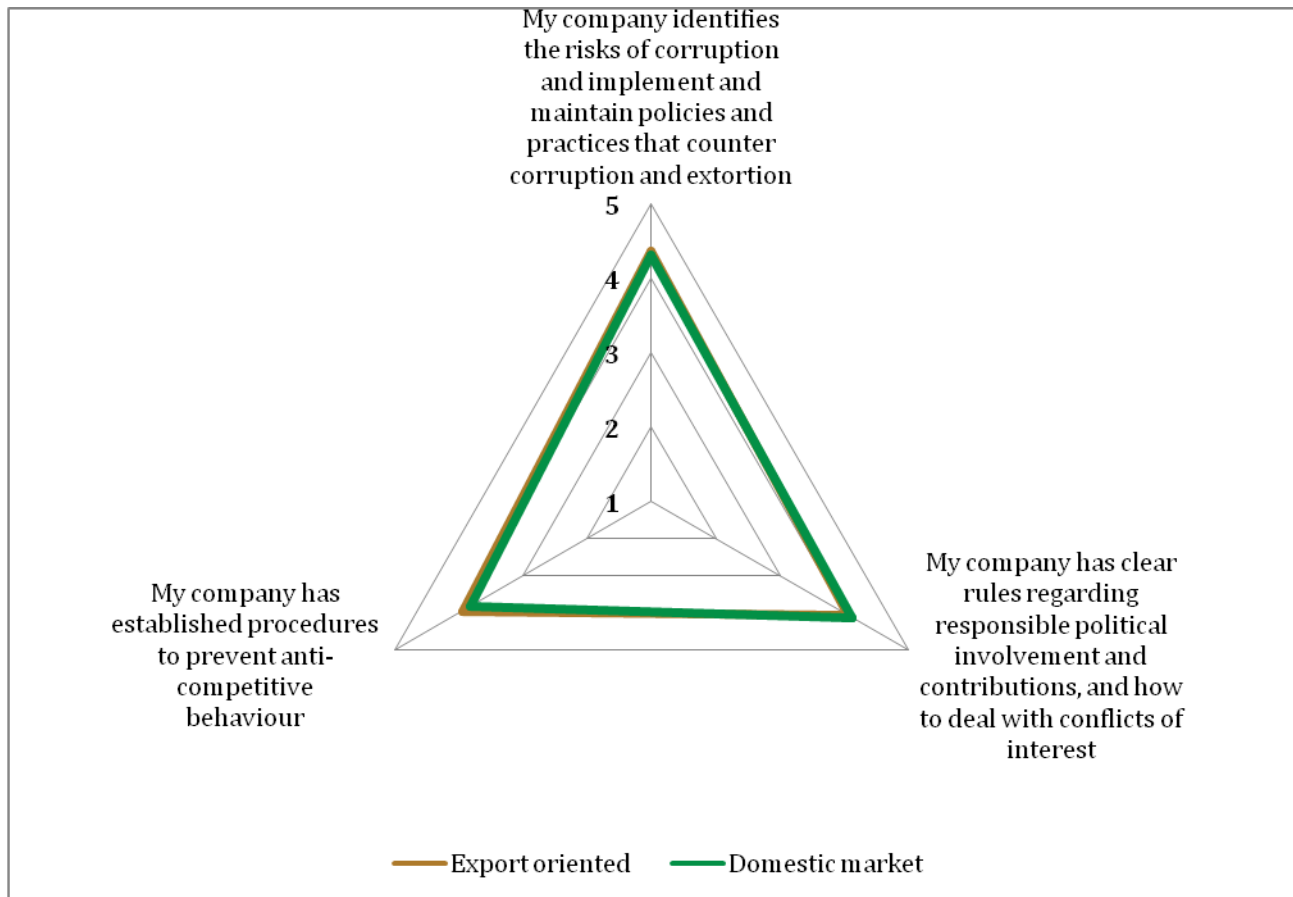 My company identifies
the risks of corruption
and implement and
maintain policies and
practices that counter
corruption and extortion
5
4
3
2
1
My company has clear
rules regarding
responsible political
involvement and
contributions, and how
to deal with conflicts of
interest
My company has
established procedures
to prevent anti-
competitive
behaviour
Export oriented
Domestic market